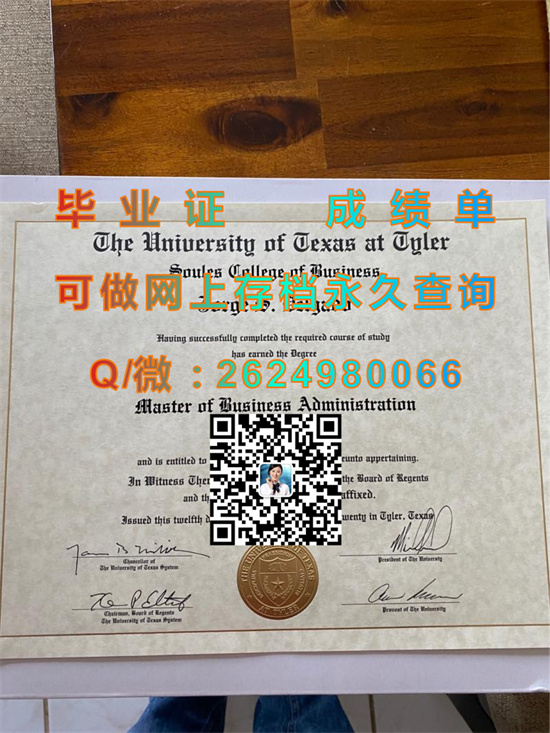 毕业证 成绩单
The University of Texas at Tyler
Soules College of Business
可做网上存档永久查询
Having successfully completed the required course of study
has earned the Degree
Q/微：2624980066
Master of Business Administration
and is entitled to unto appertaining.
In Witness the Board of Regents
and affixed.
Issued this twelfth in Tyler, Texas
Chancellor of
The University of Texas System
President of The University
Chairman, Board of Regents
The University of Texas System
Provost of The University